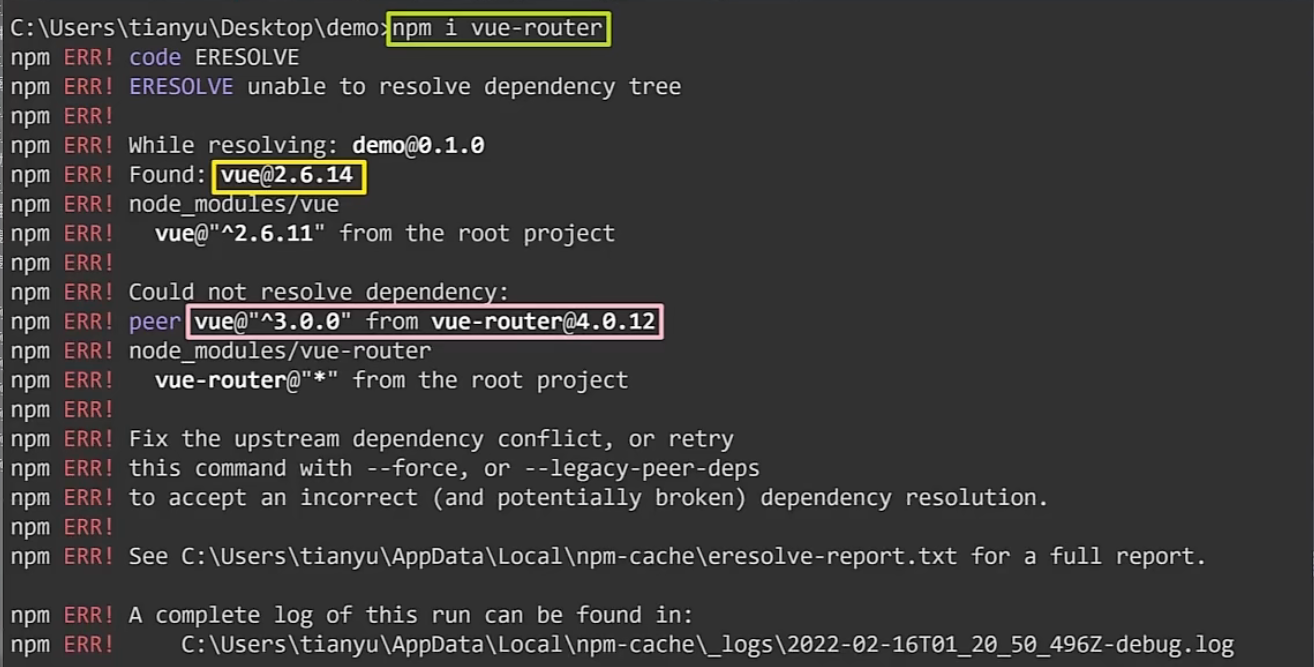 C:\Users\tianyu\Desktop\demo>npm i vue-router
npm ERR! code ERESOLVE
npm ERR! ERESOLVE unable to resolve dependency tree
npm ERR!
npm ERR! While resolving: demo@0.1.0
npm ERR! Found: vue@2.6.14
npm ERR! node_modules/vue
npm ERR!   vue@"^2.6.11" from the root project
npm ERR!
npm ERR! Could not resolve dependency:
npm ERR! peer vue@"^3.0.0" from vue-router@4.0.12
npm ERR! node_modules/vue-router
npm ERR!   vue-router@"*" from the root project
npm ERR!
npm ERR! Fix the upstream dependency conflict, or retry
npm ERR! this command with --force, or --legacy-peer-deps
npm ERR! to accept an incorrect (and potentially broken) dependency resolution.
npm ERR!
npm ERR! See C:\Users\tianyu\AppData\Local\npm-cache\eresolve-report.txt for a full report.
npm ERR! A complete log of this run can be found in:
npm ERR!     C:\Users\tianyu\AppData\Local\npm-cache\_logs\2022-02-16T01_20_50_496Z-debug.log